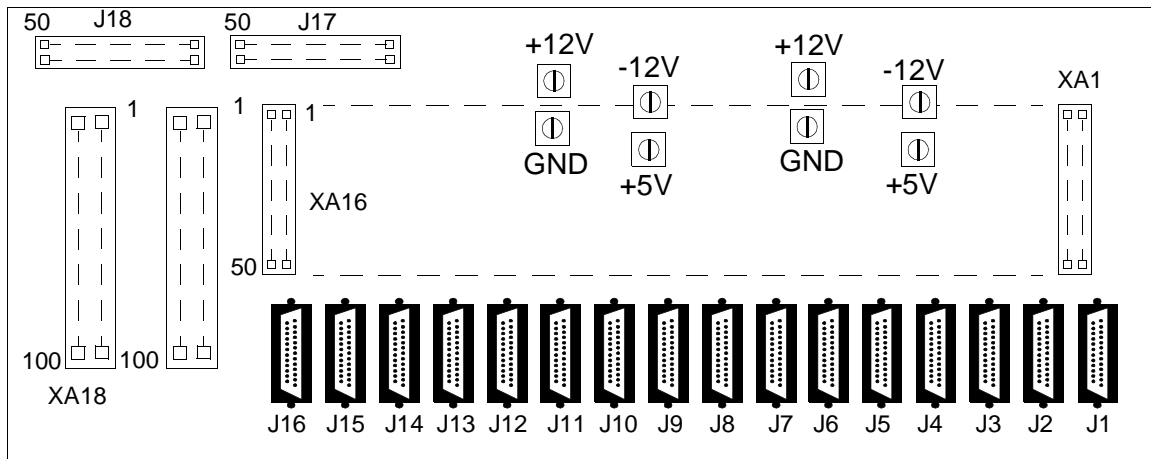 50 J18 50 J17
+12V +12V
-12V -12V
XA1
1 1 1
GND GND
+5V +5V
XA16
50
100 100
XA18
J16 J15 J14 J13 J12 J11 J10 J9 J8 J7 J6 J5 J4 J3 J2 J1